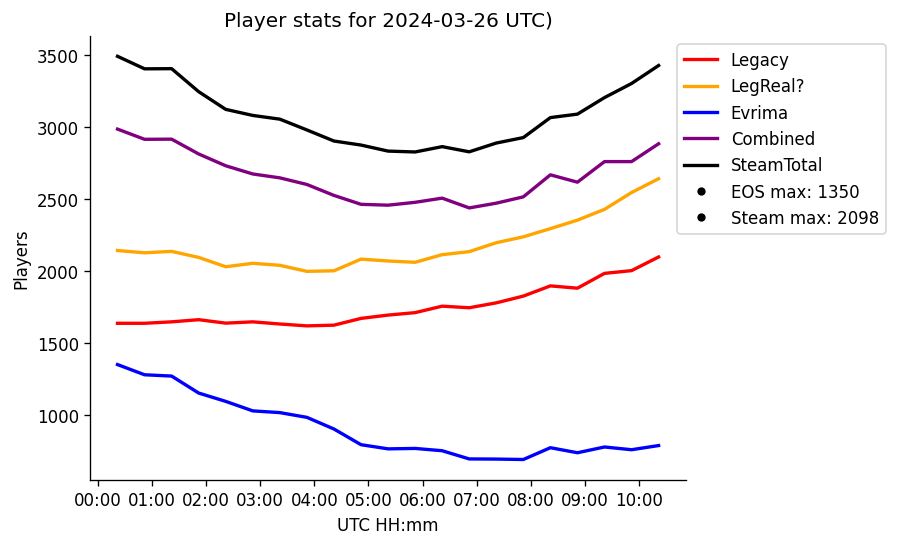 Player stats for 2024-03-26 UTC)
Players
3500
3000
2500
2000
1500
1000
00:00 01:00 02:00 03:00 04:00 05:00 06:00 07:00 08:00 09:00 10:00
UTC HH:mm
Legacy
LegReal?
Evrima
Combined
SteamTotal
EOS max: 1350
Steam max: 2098